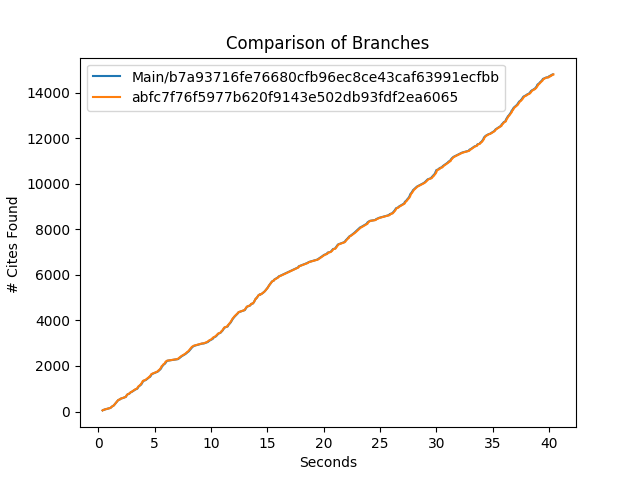 Comparison of Branches
Main/b7a93716fe76680cfb96ec8ce43caf63991ecfbb
abfc7f76f5977b620f9143e502db93fdf2ea6065
# Cites Found
14000
12000
10000
8000
6000
4000
2000
0
0 5 10 15 20 25 30 35 40
Seconds